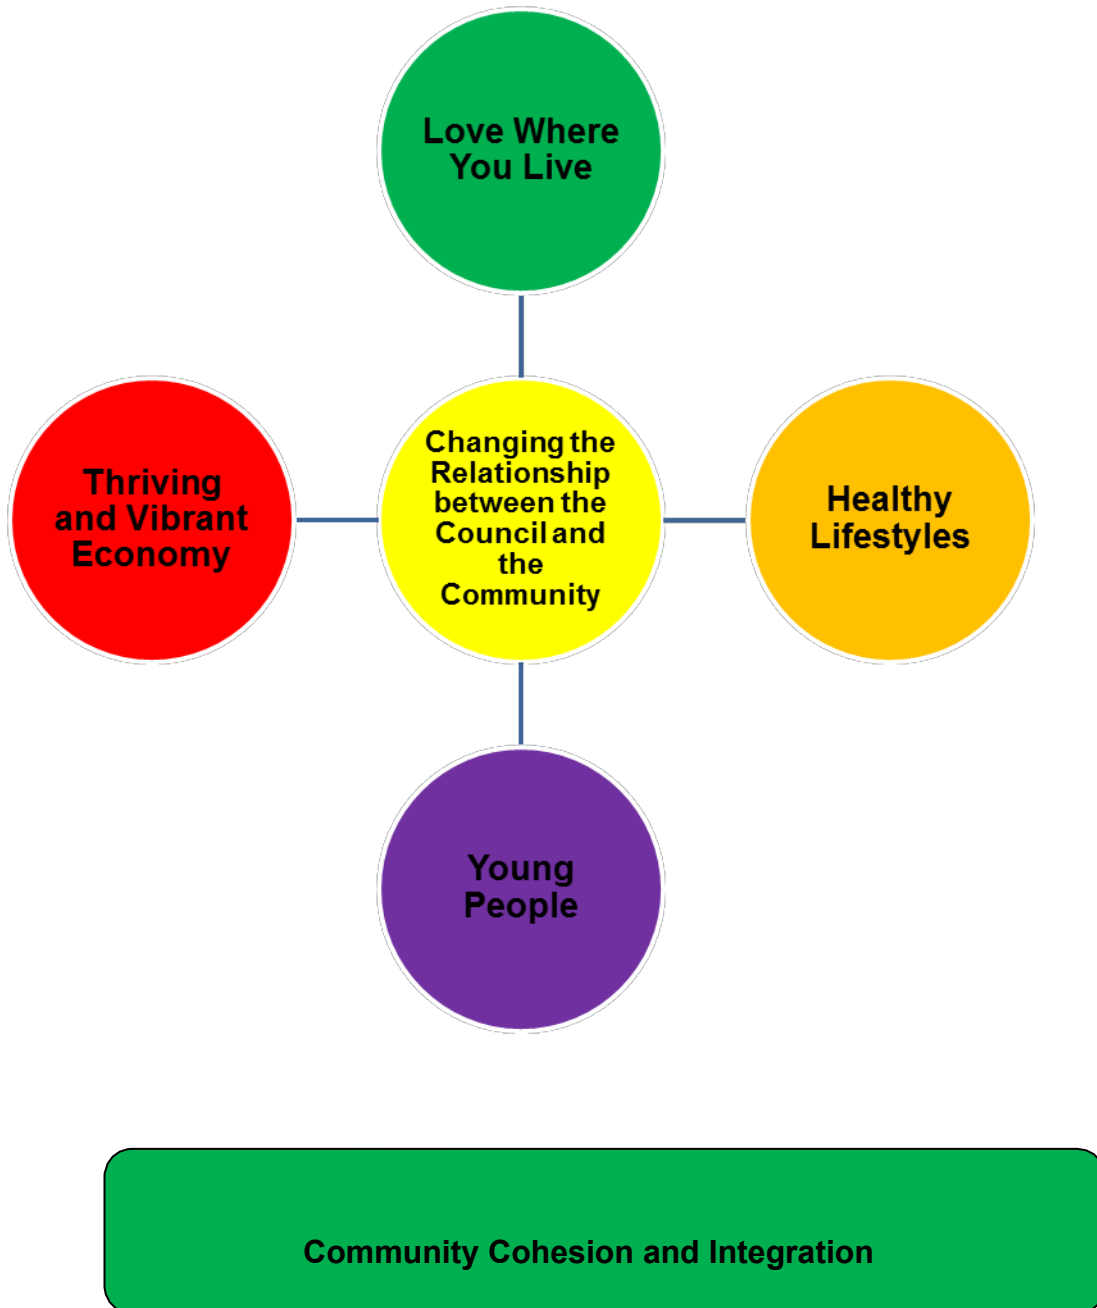 Love Where
You Live
Thriving
and Vibrant
Economy
Changing the
Relationship
between the
Council and
the
Community
Healthy
Lifestyles
Young
People
Community Cohesion and Integration